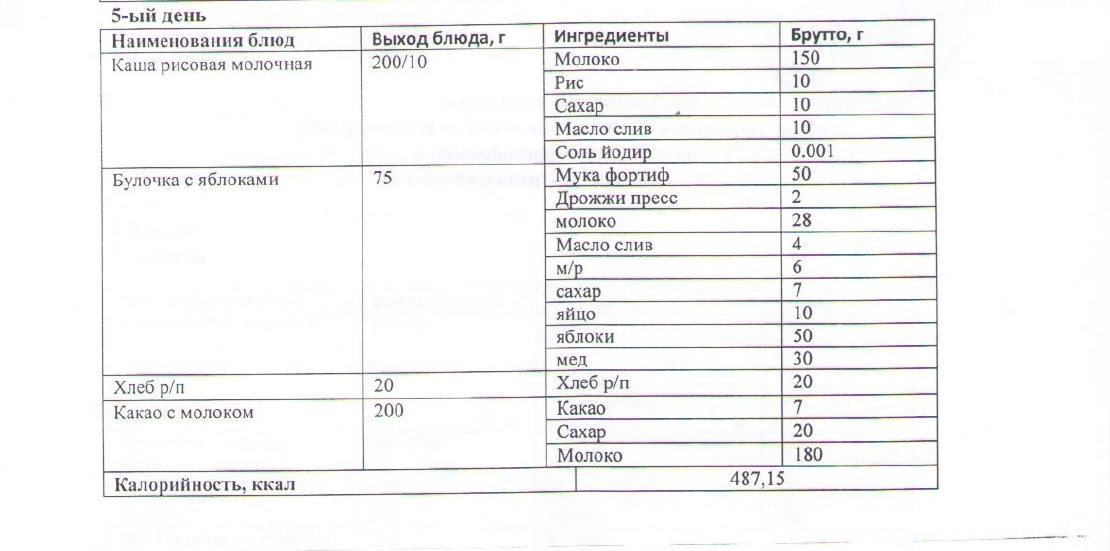 5-ый день
Наименования блюд Выход блюда, г Ингредиенты Брутто, г
Каша рисовая молочная 200/10 Молоко 150
Рис 10
Сахар 10
Масло слив 10
Соль йодир 0.001
Булочка с яблоками 75 Мука фортиф 50
Дрожжи пресс 2
молоко 28
Масло слив 4
м/р 6
сахар 7
яйцо 10
яблоки 50
мед 30
Хлеб р/п 20 Хлеб р/п 20
Какао с молоком 200 Какао 7
Сахар 20
Молоко 180
Калорийность, ккал 487,15